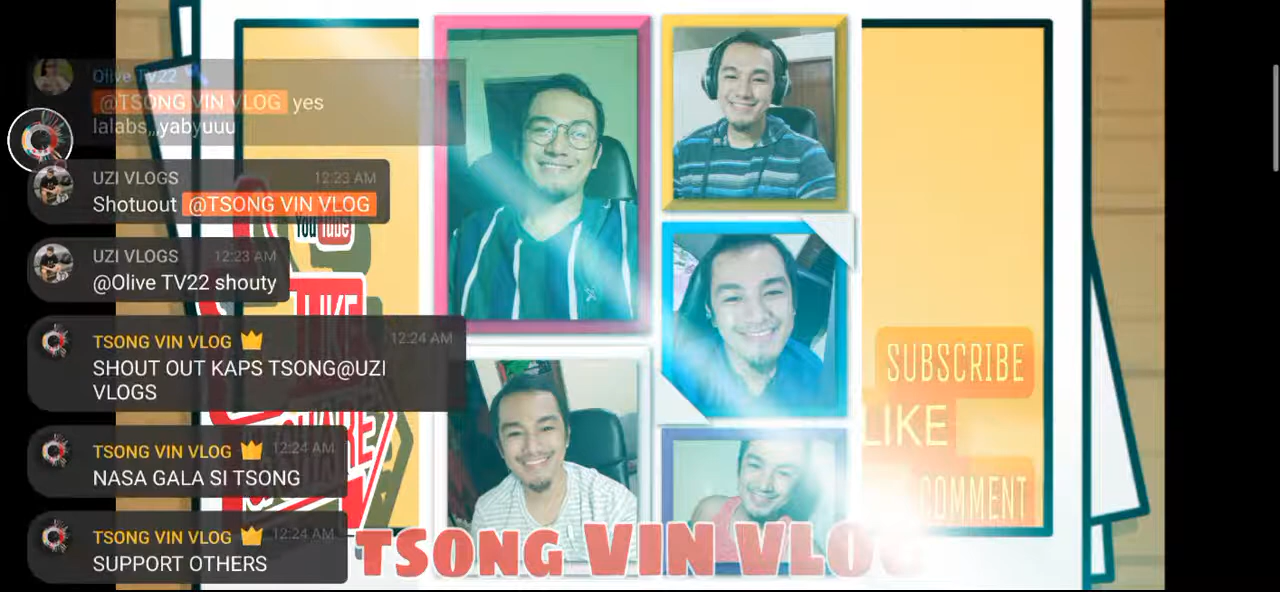 Olive TV22
@TSONG VIN VLOG yes
lalabs,,,yabyuuu
UZI VLOGS 12:23 AM
Shotuout @TSONG VIN VLOG
UZI VLOGS 12:23 AM
@Olive TV22 shouty
TSONG VIN VLOG 12:24 AM
SHOUT OUT KAPS TSONG@UZI
VLOGS
TSONG VIN VLOG 12:24 AM
NASA GALA SI TSONG
TSONG VIN VLOG 12:24 AM
SUPPORT OTHERS
YouTube
LIKE
SHARE
SUBSCRIBE
LIKE
COMMENT
TSONG VIN VLOG